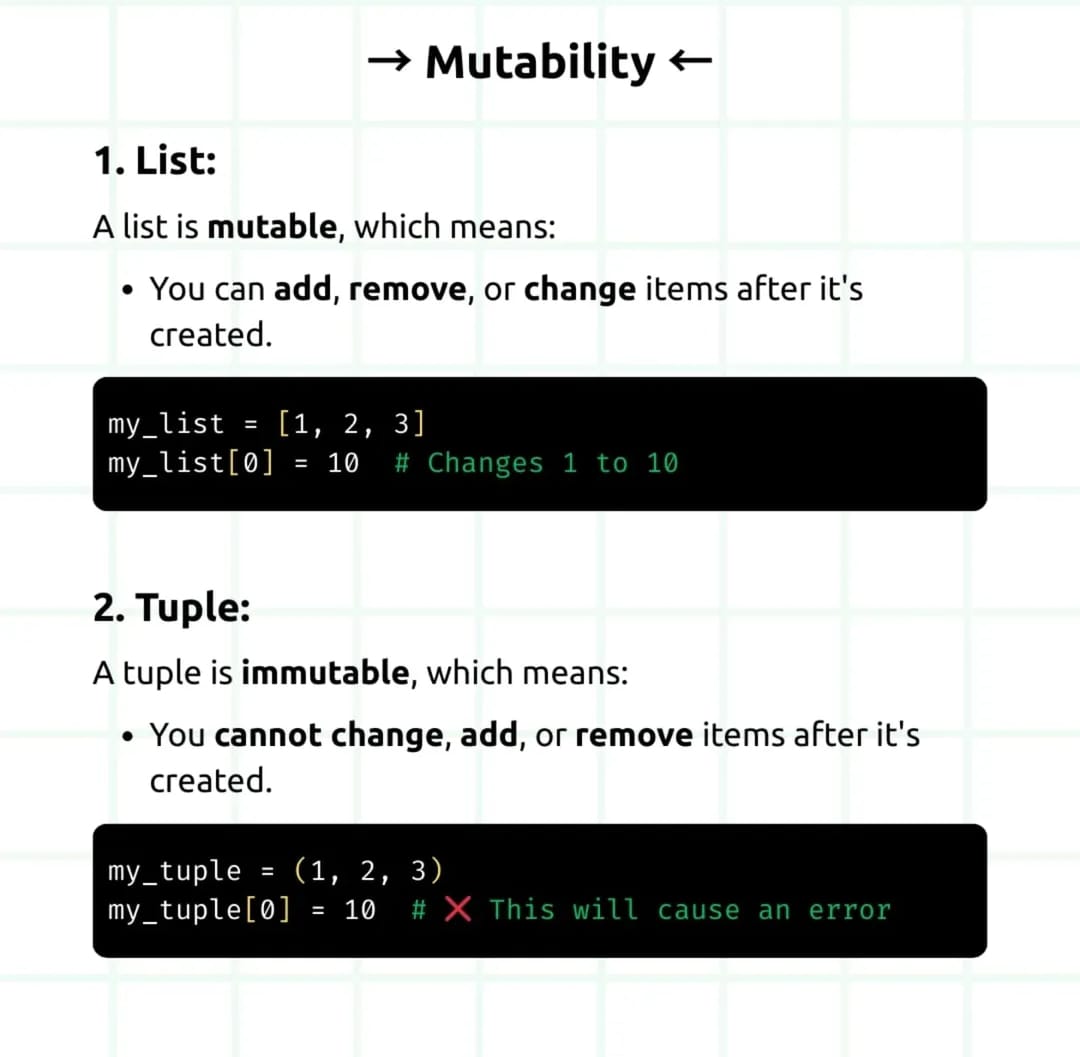 → Mutability ←
1. List:
A list is mutable, which means:
• You can add, remove, or change items after it's
created.
my_list = [1, 2, 3]
my_list[0] = 10  # Changes 1 to 10
2. Tuple:
A tuple is immutable, which means:
• You cannot change, add, or remove items after it's
created.
my_tuple = (1, 2, 3)
my_tuple[0] = 10  # ❌ This will cause an error